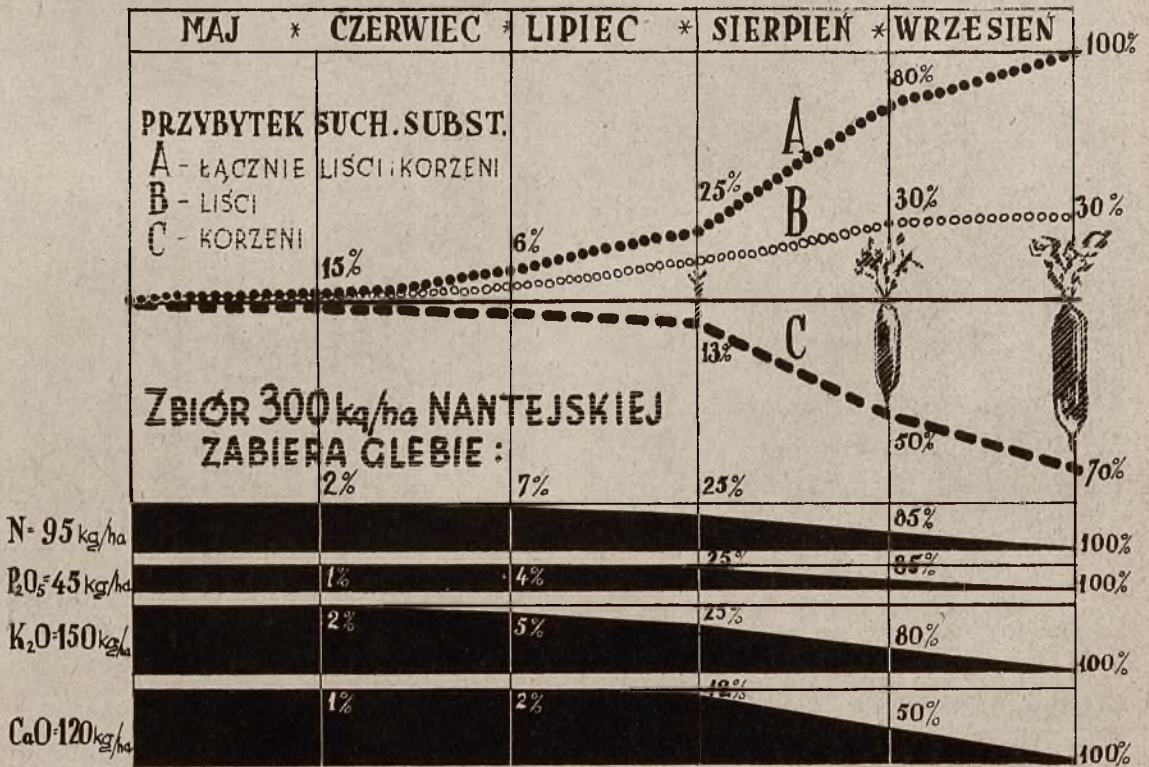 MAJ * CZERWIEC * LIPIEC * SIERPIEŃ * WRZESIEŃ
100%
80%
PRZYBYTEK SUCH. SUBST.
A - ŁĄCZNIE LIŚCI i KORZENI
B - LIŚCI
C - KORZENI
A
B
25%
30%
30%
6%
15%
C
13%
50%
70%
ZBIÓR 300 kg/ha NANTEJSKIEJ
ZABIERA GLEBIE:
2% 7% 25%
N= 95 kg/ha 85% 100%
P₂O₅=45 kg/ha 1% 4% 25% 85% 100%
K₂O=150 kg/ha 2% 5% 25% 80% 100%
CaO=120 kg/ha 1% 2% 50% 100%